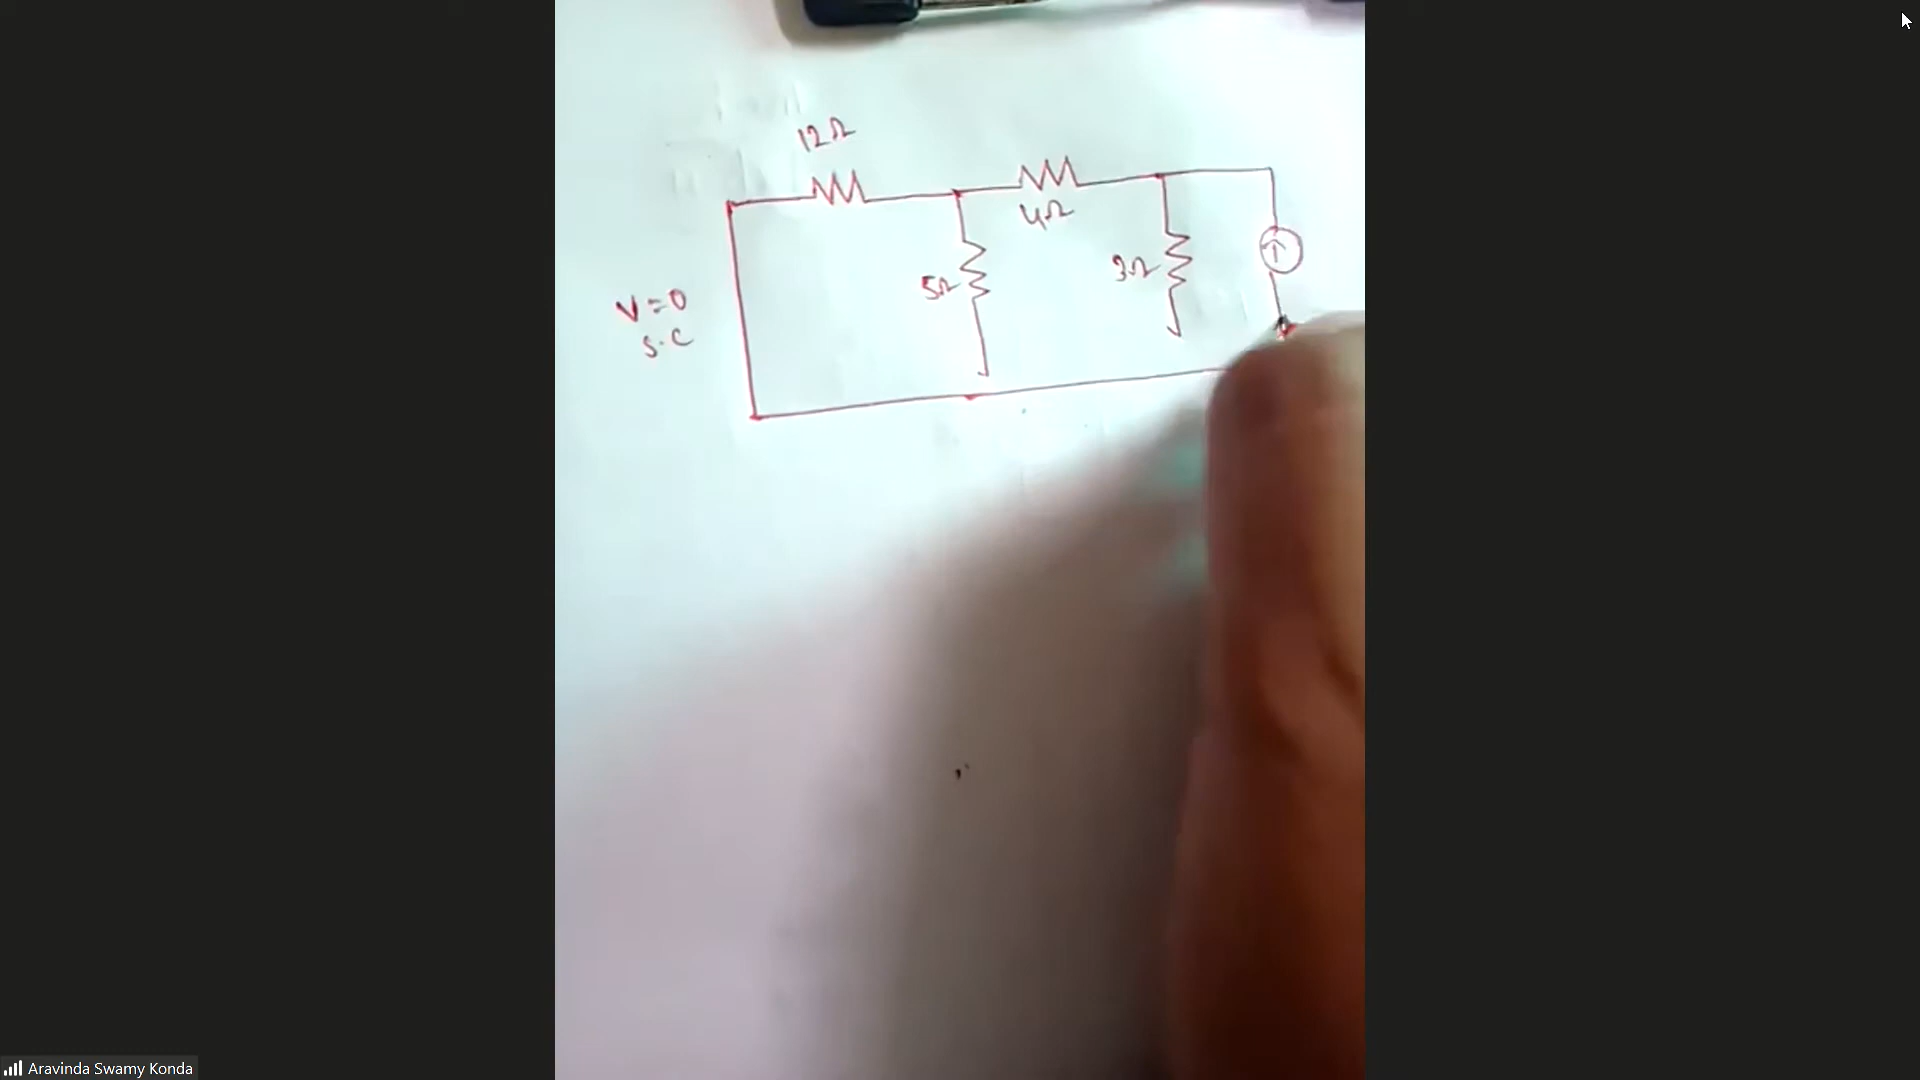 12Ω
4Ω
5Ω
3Ω
V=0
S.C
Aravinda Swamy Konda